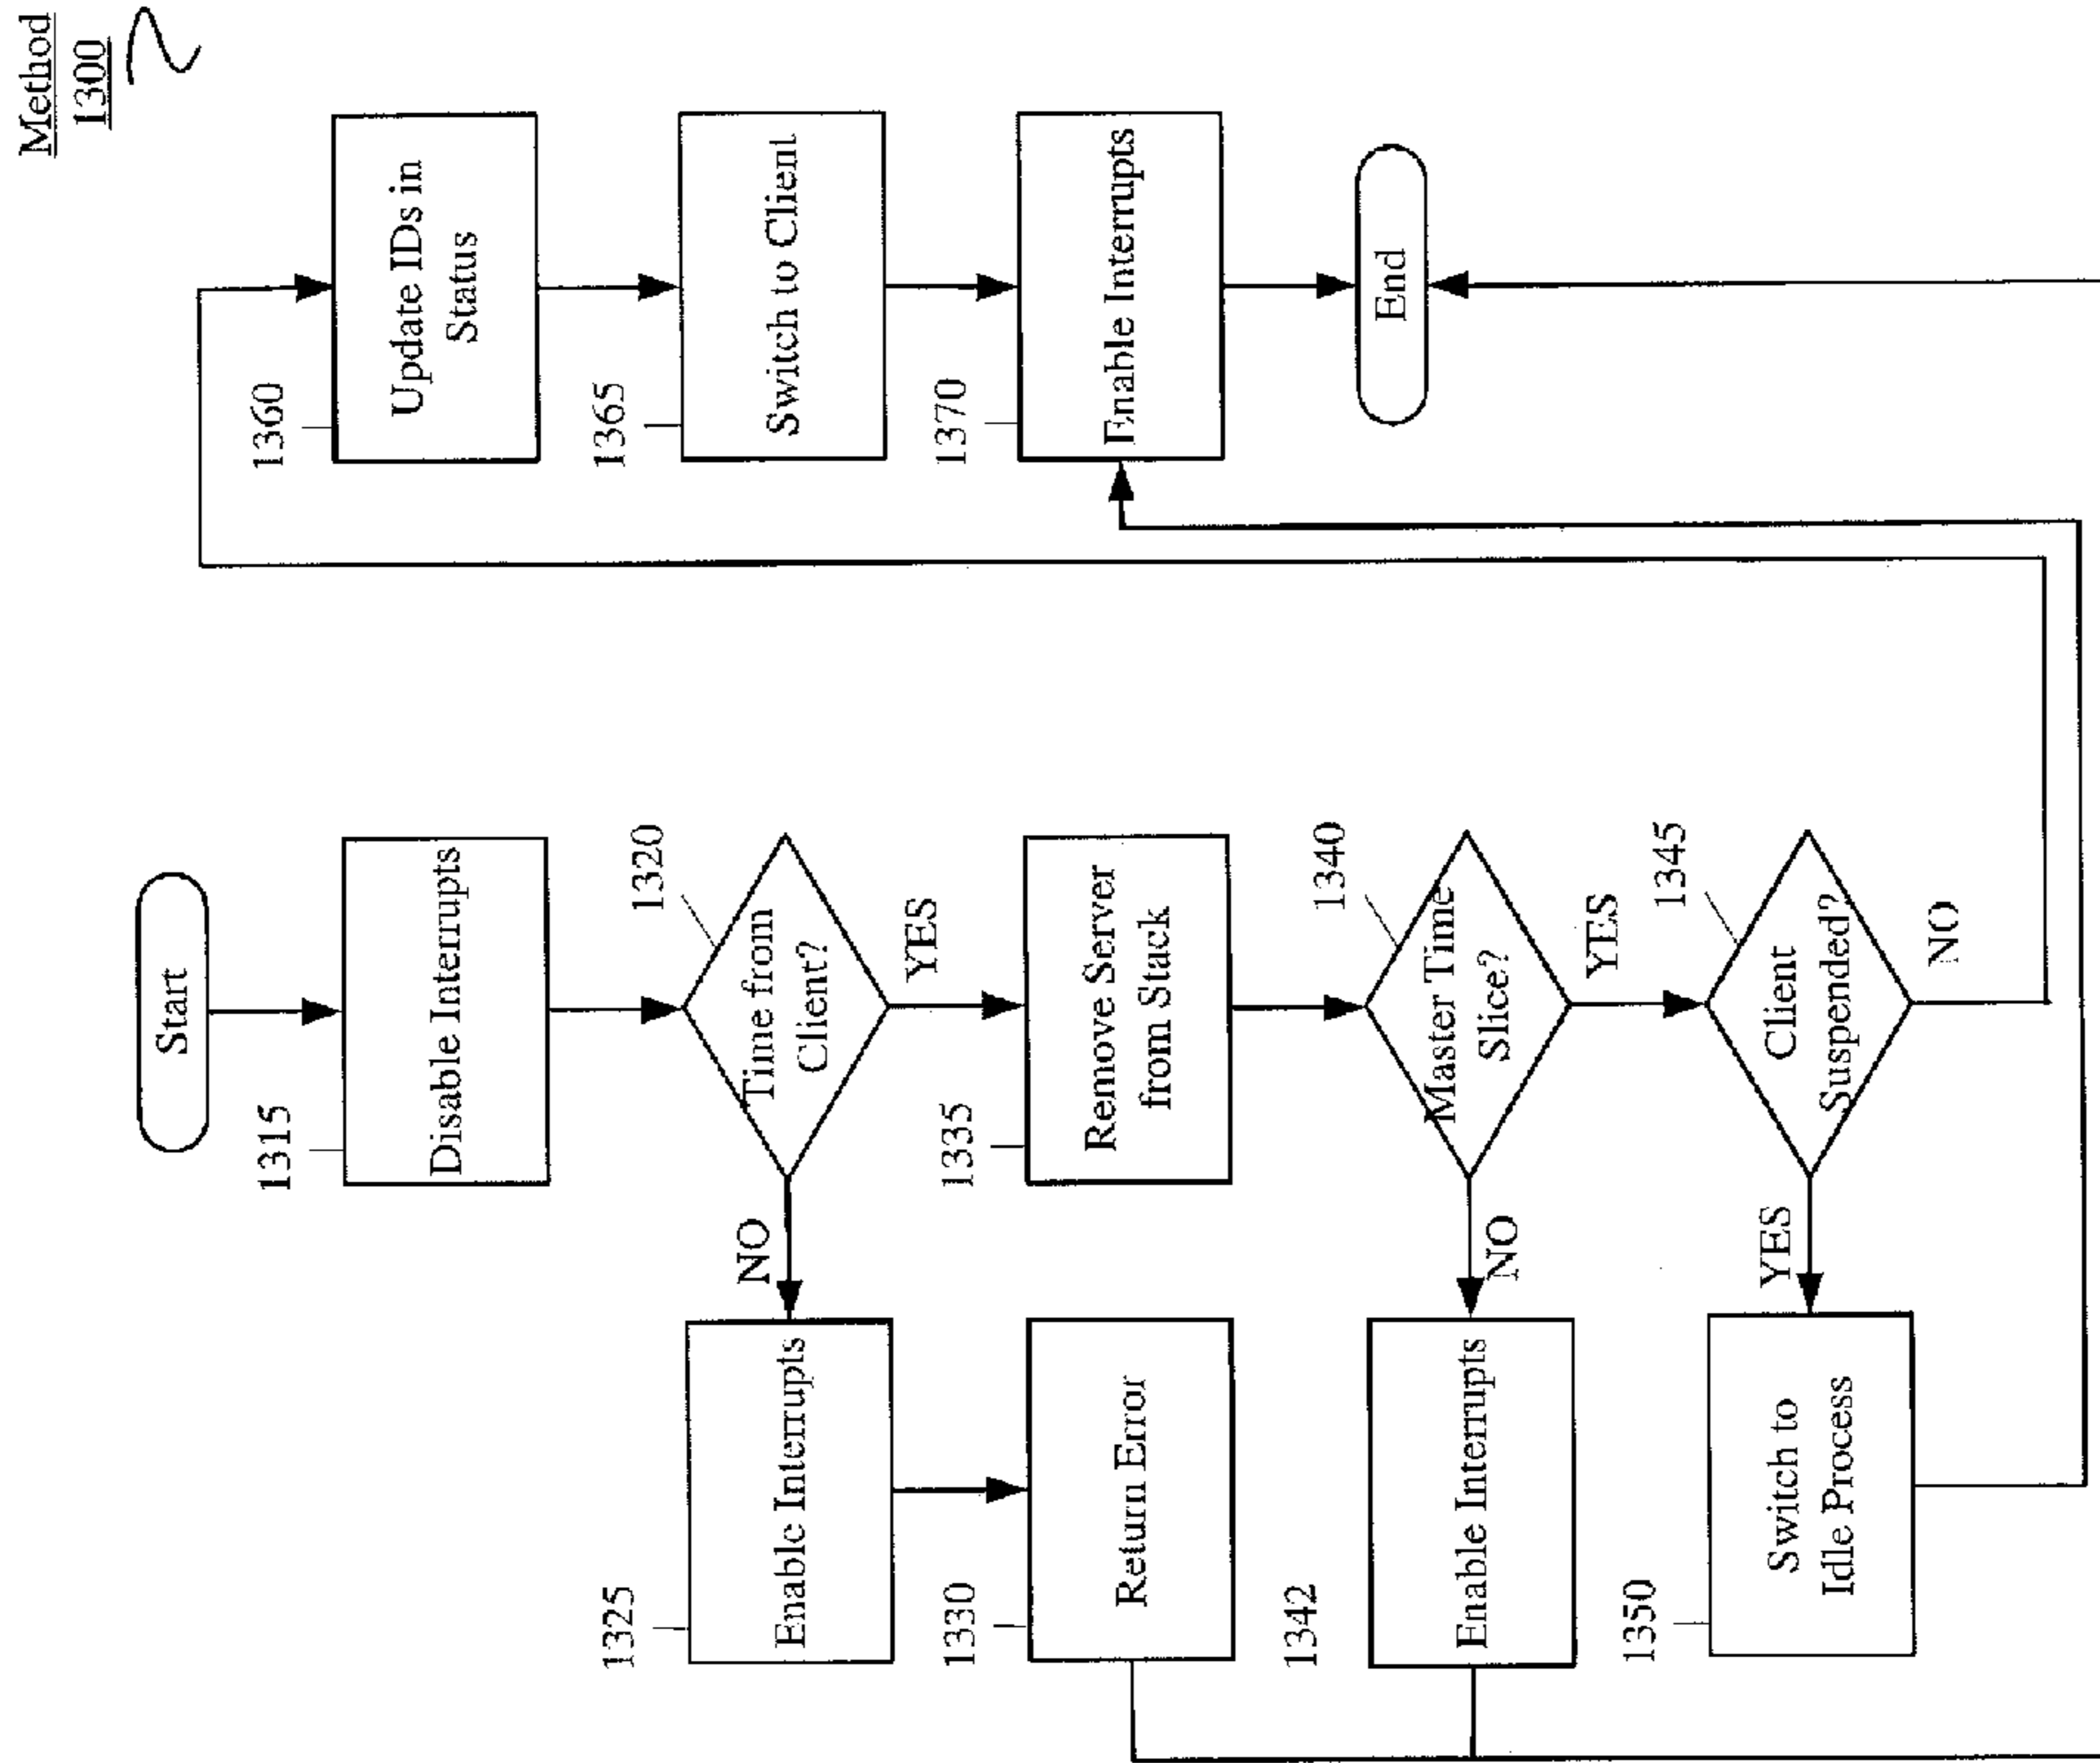 Method
1300
Start
1315
Disable Interrupts
1320
Time from
Client?
NO
YES
1325
Enable Interrupts
1330
Return Error
1335
Remove Server
from Stack
1340
Master Time
Slice?
NO
YES
1342
Enable Interrupts
1345
Client
Suspended?
YES
NO
1350
Switch to
Idle Process
1360
Update IDs in
Status
1365
Switch to Client
1370
Enable Interrupts
End